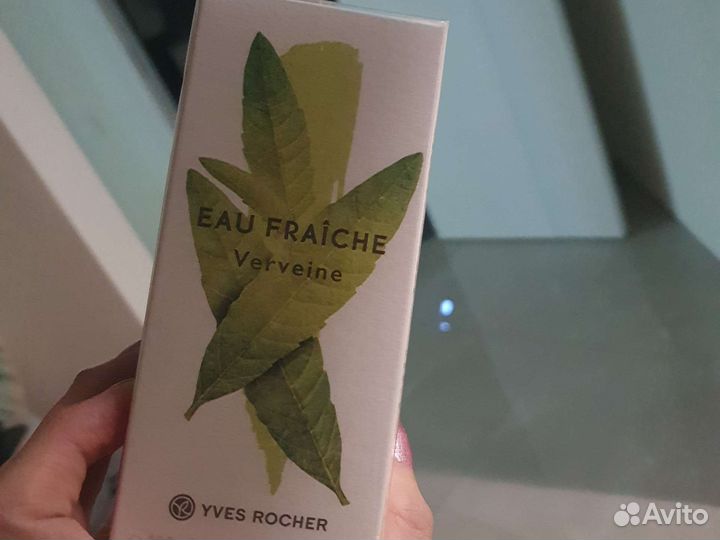 EAU FRAÎCHE
Verveine
YVES ROCHER
Avito